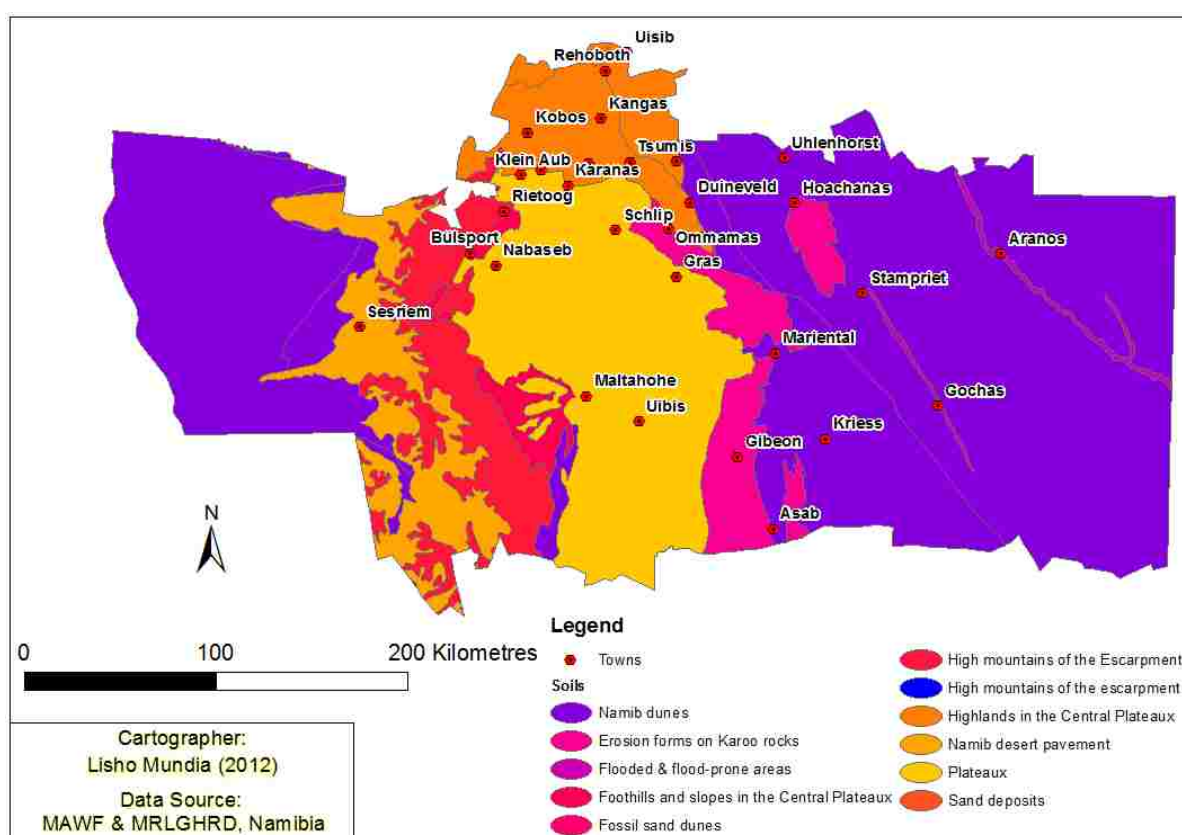 Uisib
Rehoboth
Kangas
Kobos
Tsumis
Uhlenhorst
Klein Aub
Karanas
Duineveld
Hoachanas
Rietoog
Schlip
Ommamas
Aranos
Bulsport
Nabaseb
Gras
Stampriet
Sesriem
Mariental
Maltahohe
Gochas
Uibis
Kriess
Gibeon
Asab
N
0 100 200 Kilometres
Legend
Towns
Soils
Namib dunes
Erosion forms on Karoo rocks
Flooded & flood-prone areas
Foothills and slopes in the Central Plateaux
Fossil sand dunes
High mountains of the Escarpment
High mountains of the escarpment
Highlands in the Central Plateaux
Namib desert pavement
Plateaux
Sand deposits
Cartographer:
Lisho Mundia (2012)
Data Source:
MAWF & MRLGHRD, Namibia